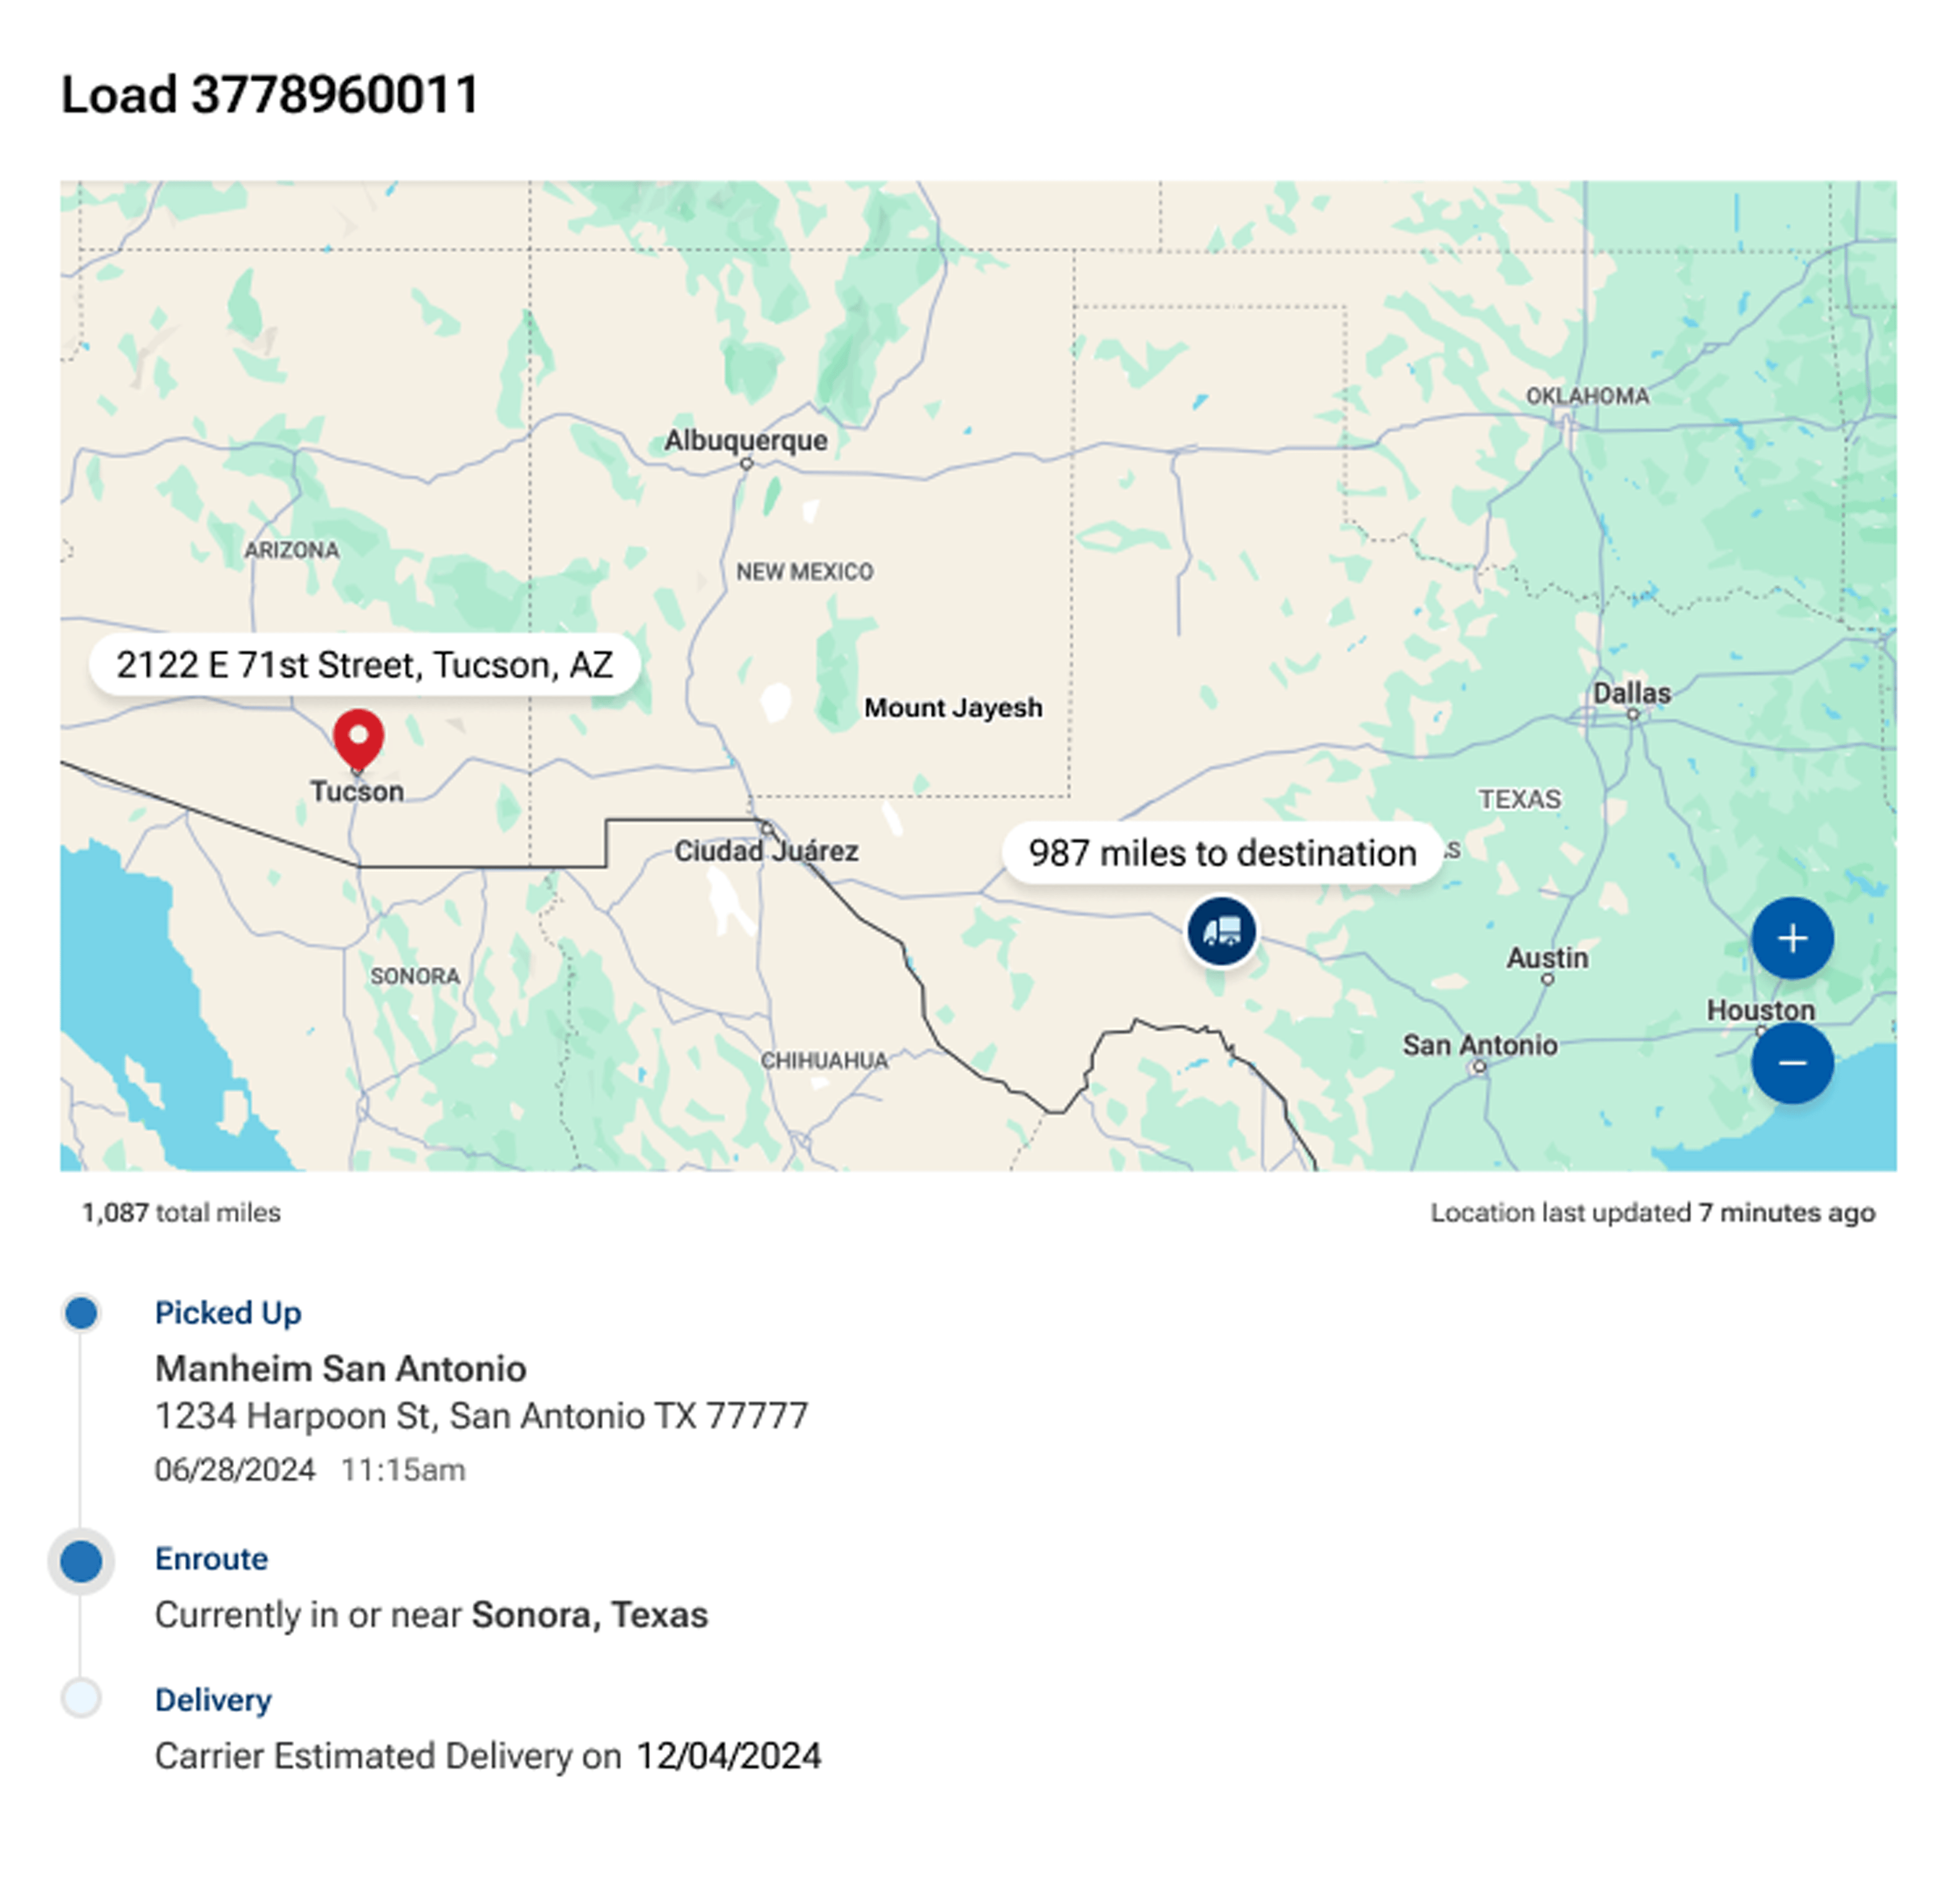 Load 3778960011
OKLAHOMA
Albuquerque
ARIZONA
NEW MEXICO
2122 E 71st Street, Tucson, AZ
Dallas
Mount Jayesh
Tucson
TEXAS
Ciudad Juárez
987 miles to destination
S
Austin
SONORA
Houston
San Antonio
CHIHUAHUA
1,087 total miles
Location last updated 7 minutes ago
Picked Up
Manheim San Antonio
1234 Harpoon St, San Antonio TX 77777
06/28/2024 11:15am
Enroute
Currently in or near Sonora, Texas
Delivery
Carrier Estimated Delivery on 12/04/2024